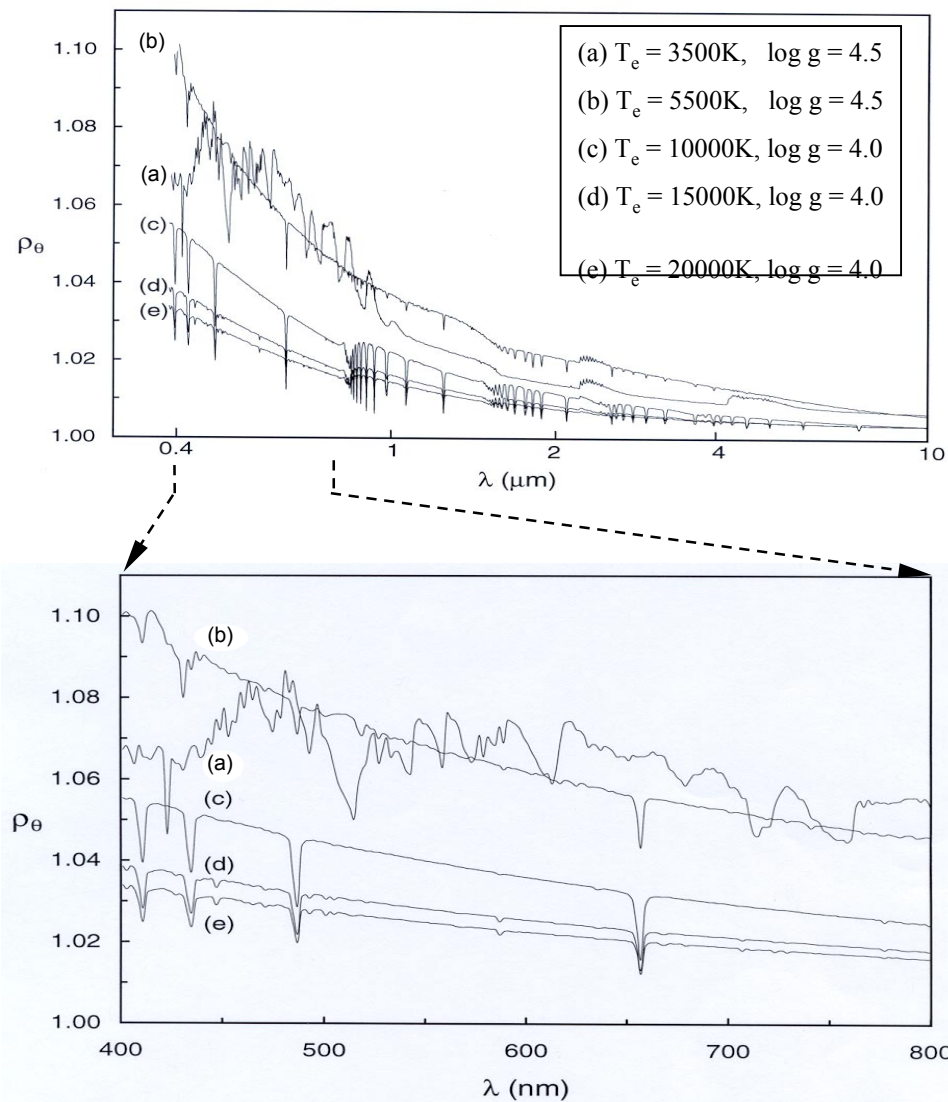 (a) Tₑ = 3500K, log g = 4.5
(b) Tₑ = 5500K, log g = 4.5
(c) Tₑ = 10000K, log g = 4.0
(d) Tₑ = 15000K, log g = 4.0
(e) Tₑ = 20000K, log g = 4.0
(b)
(a)
(c)
(d)
(e)
1.10
1.08
1.06
1.04
1.02
1.00
ρθ
0.4 1 2 4 10
λ (μm)
1.10
1.08
1.06
1.04
1.02
1.00
ρθ
(b)
(a)
(c)
(d)
(e)
400 500 600 700 800
λ (nm)